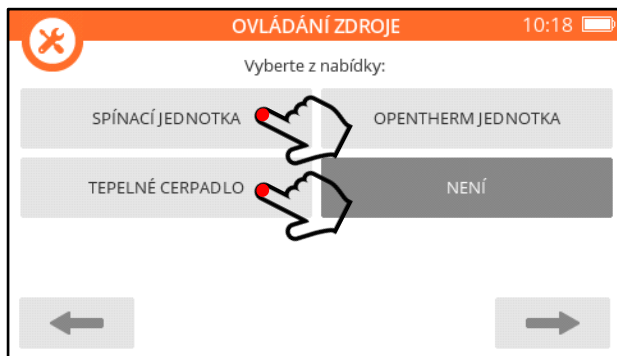 OVLÁDÁNÍ ZDROJE 10:18
Vyberte z nabídky:
SPÍNACÍ JEDNOTKA OPENTHERM JEDNOTKA
TEPELNÉ CERPADLO NENÍ